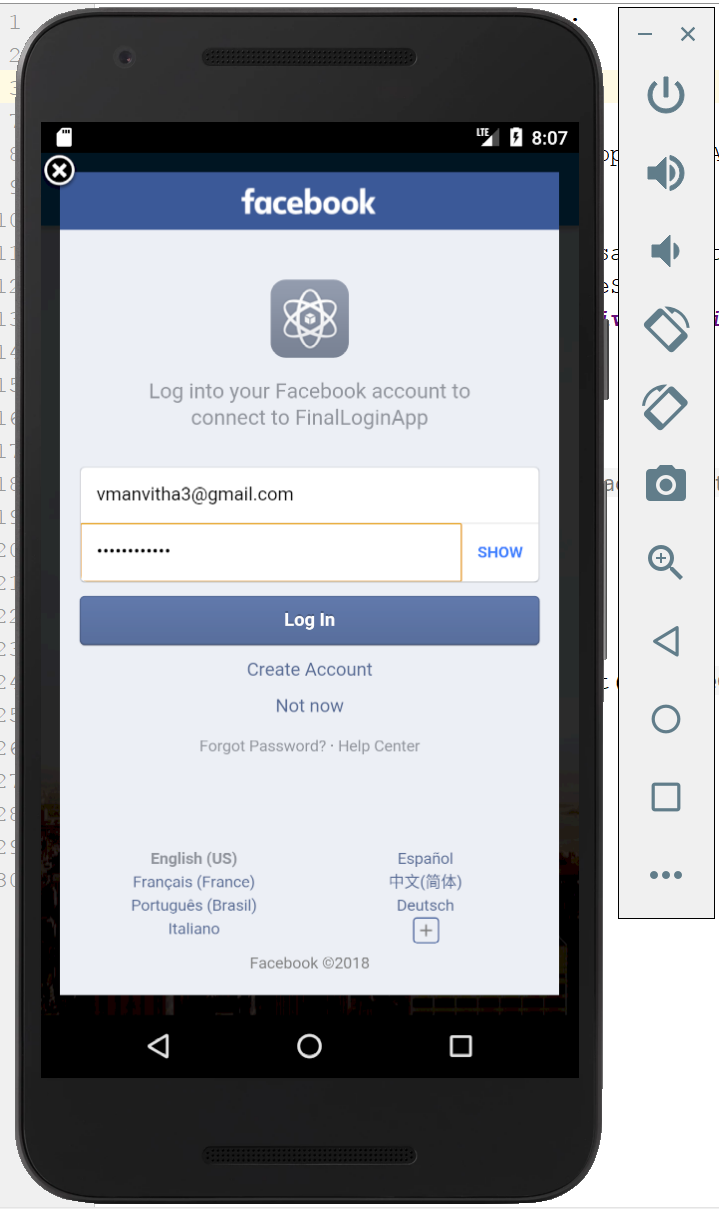 LTE 8:07
facebook
Log into your Facebook account to
connect to FinalLoginApp
vmanvitha3@gmail.com
•••••••••••• SHOW
Log In
Create Account
Not now
Forgot Password? · Help Center
English (US) Español
Français (France) 中文(简体)
Português (Brasil) Deutsch
Italiano
Facebook ©2018